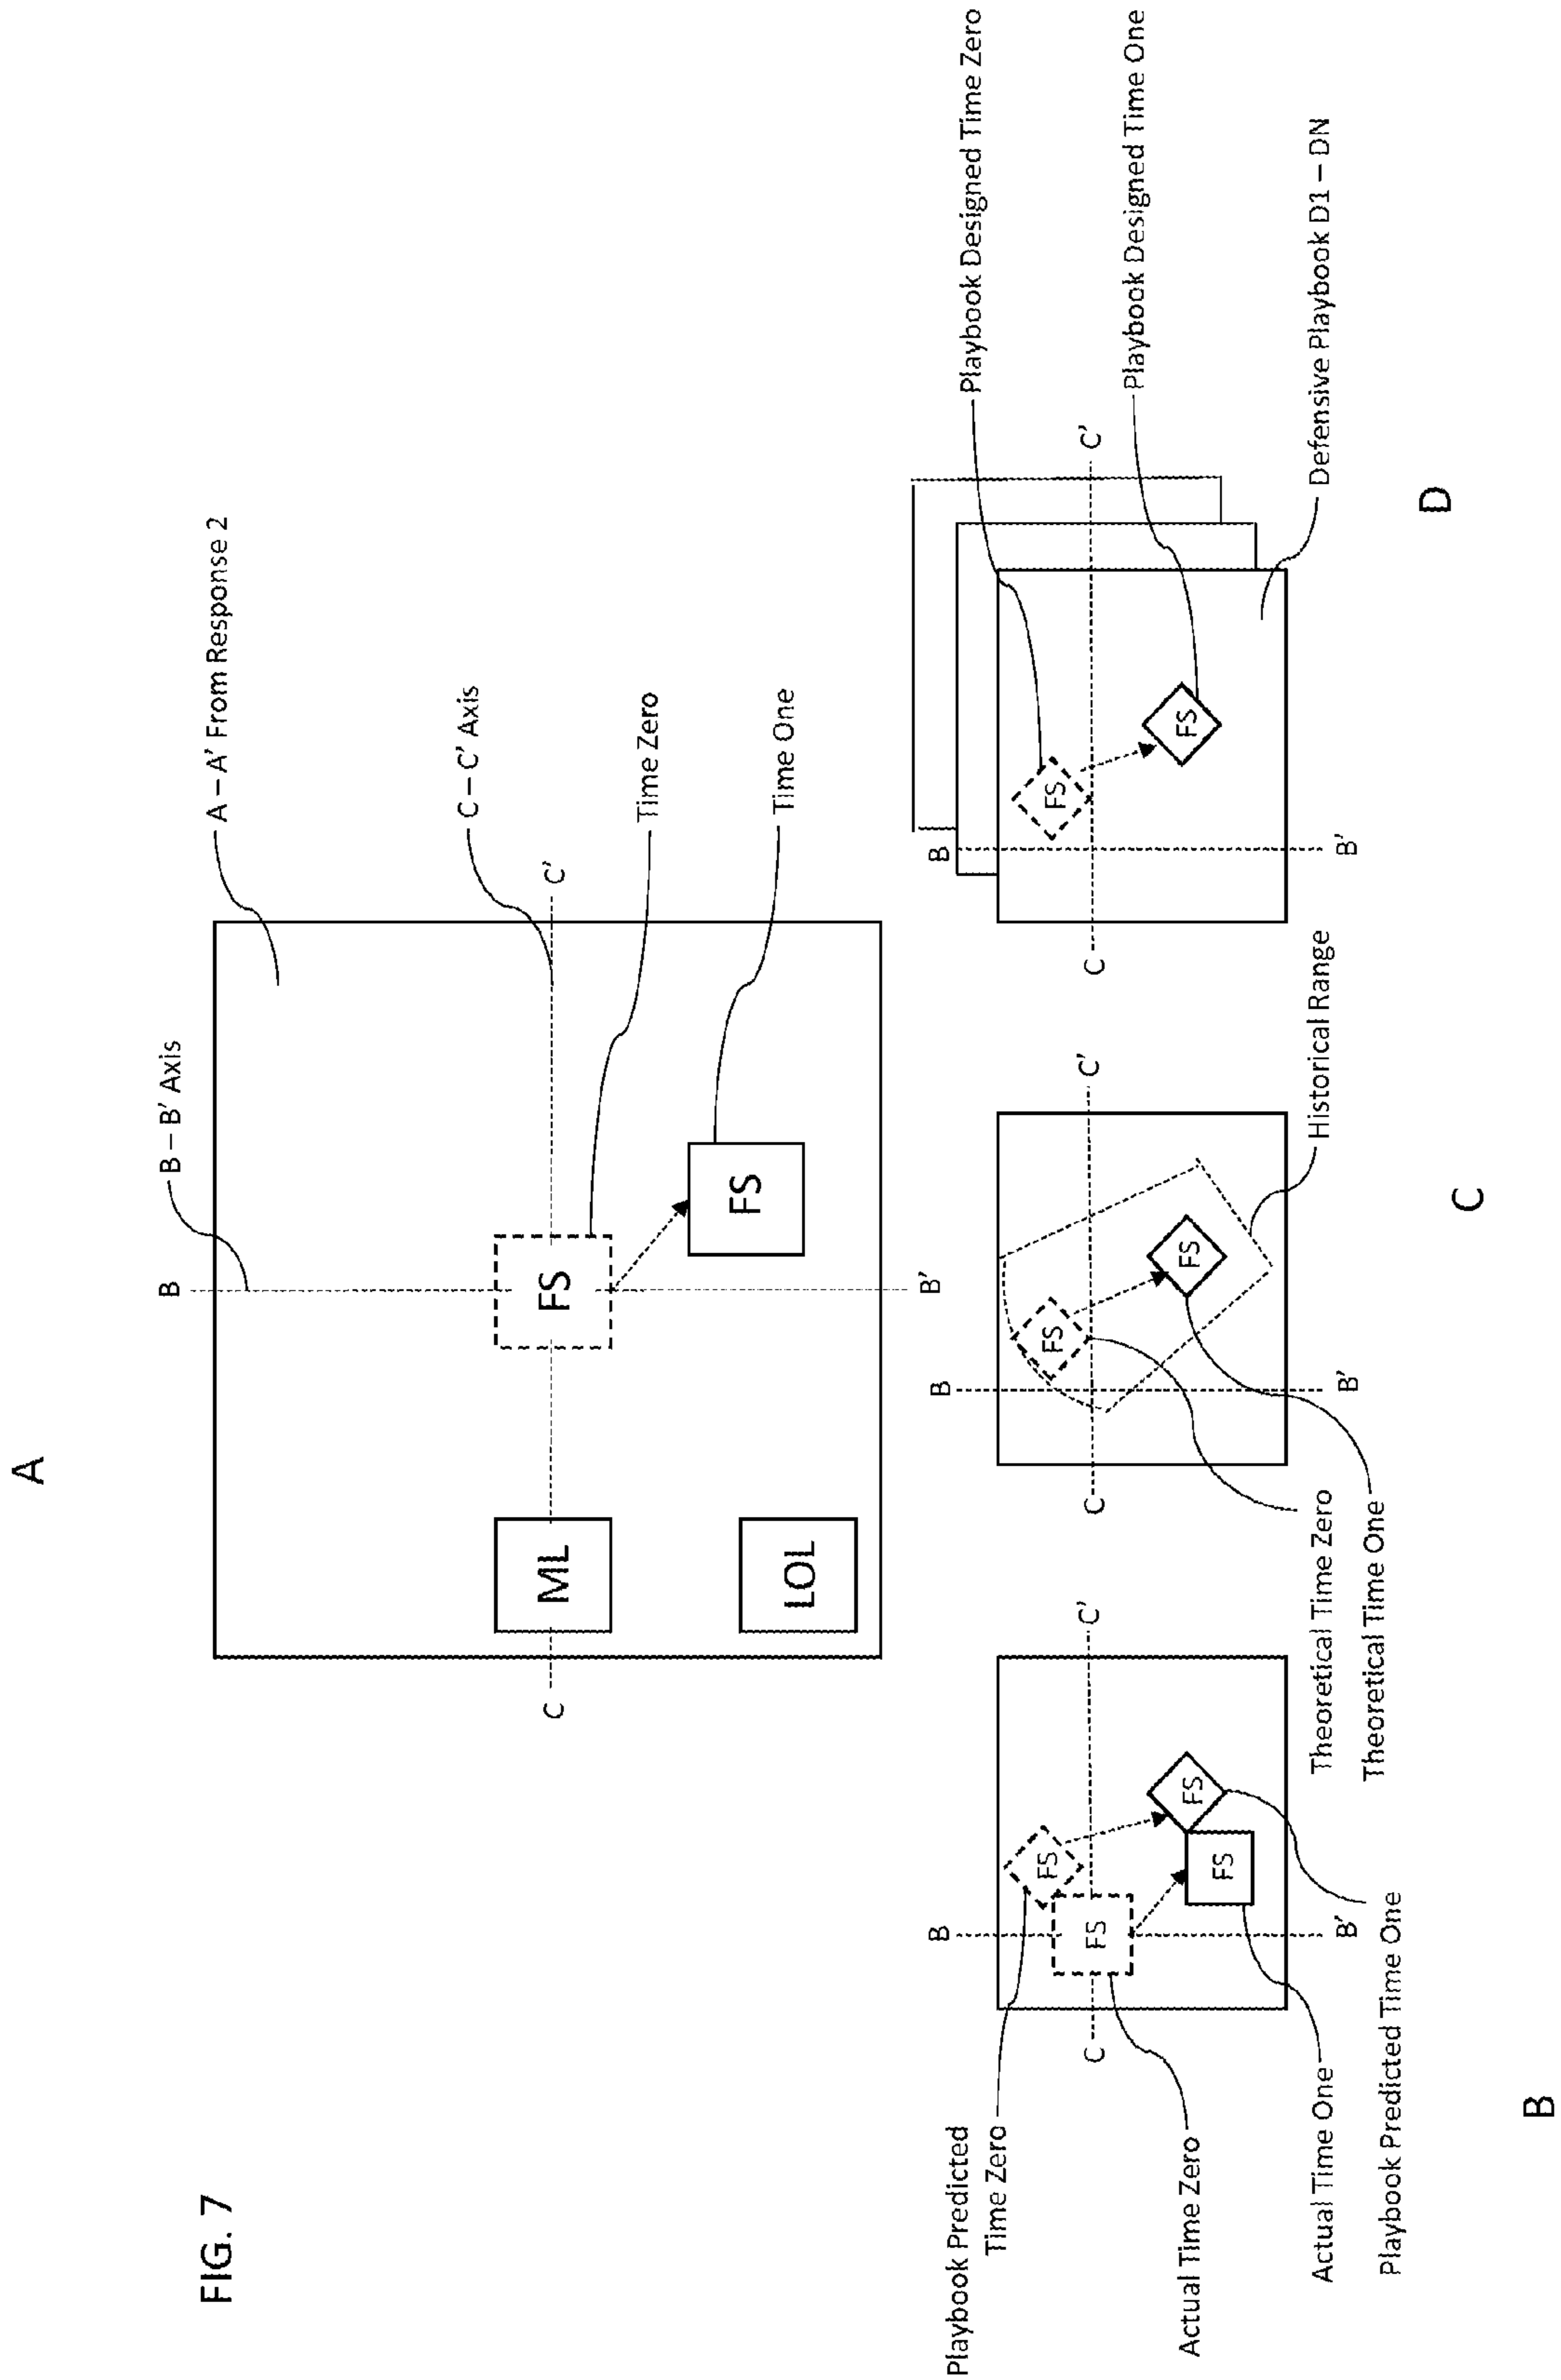 A
B
B – B' Axis
FIG. 7
A – A' From Response 2
C – C' Axis
C
ML
FS
C'
Time Zero
FS
Time One
LOL
B'
Playbook Predicted
Time Zero
B
FS
C
FS
C'
FS
FS
Actual Time Zero
Actual Time One
B'
Playbook Predicted Time One
B
B
FS
C
C'
FS
Historical Range
Theoretical Time Zero
B'
Theoretical Time One
C
Playbook Designed Time Zero
B
FS
C
C'
Playbook Designed Time One
FS
Defensive Playbook D1 – DN
B'
D